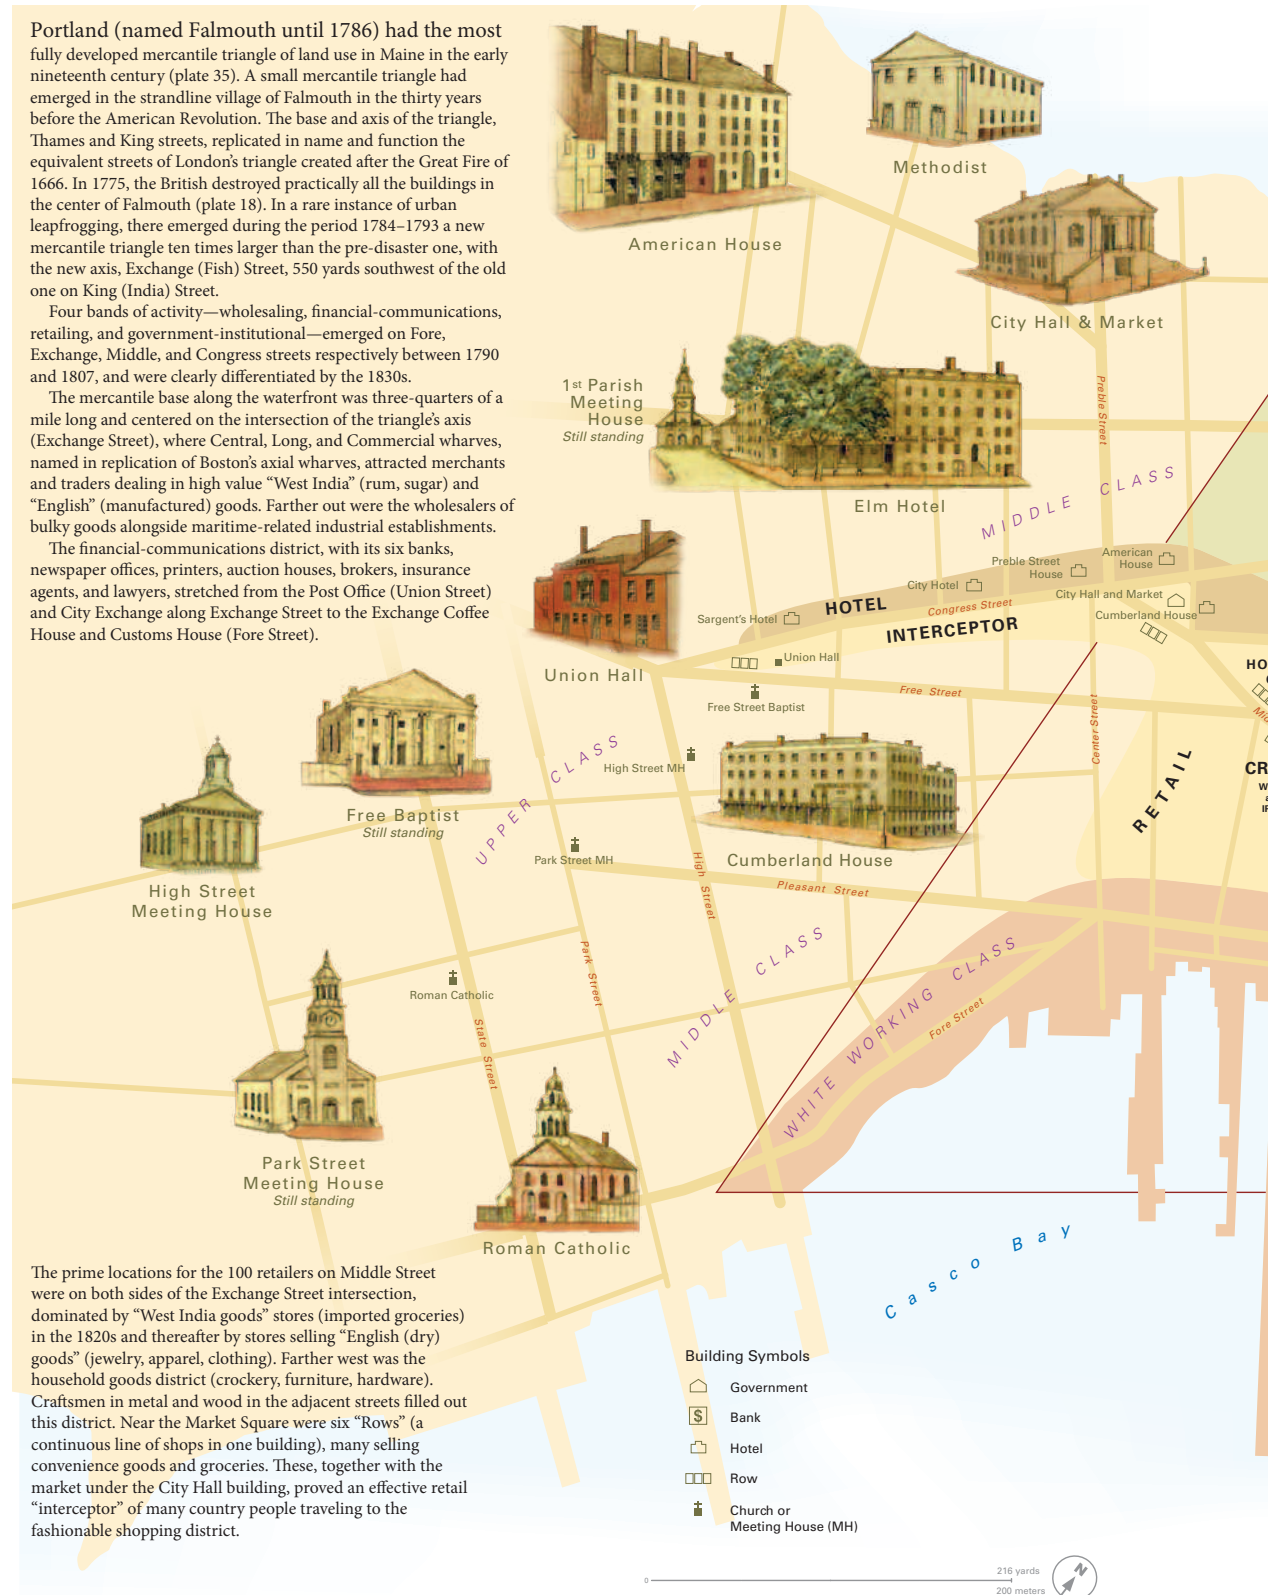 Portland (named Falmouth until 1786) had the most
fully developed mercantile triangle of land use in Maine in the early
nineteenth century (plate 35). A small mercantile triangle had
emerged in the strandline village of Falmouth in the thirty years
before the American Revolution. The base and axis of the triangle,
Thames and King streets, replicated in name and function the
equivalent streets of London’s triangle created after the Great Fire of
1666. In 1775, the British destroyed practically all the buildings in
the center of Falmouth (plate 18). In a rare instance of urban
leapfrogging, there emerged during the period 1784–1793 a new
mercantile triangle ten times larger than the pre-disaster one, with
the new axis, Exchange (Fish) Street, 550 yards southwest of the old
one on King (India) Street.
Four bands of activity—wholesaling, financial-communications,
retailing, and government-institutional—emerged on Fore,
Exchange, Middle, and Congress streets respectively between 1790
and 1807, and were clearly differentiated by the 1830s.
The mercantile base along the waterfront was three-quarters of a
mile long and centered on the intersection of the triangle’s axis
(Exchange Street), where Central, Long, and Commercial wharves,
named in replication of Boston’s axial wharves, attracted merchants
and traders dealing in high value “West India” (rum, sugar) and
“English” (manufactured) goods. Farther out were the wholesalers of
bulky goods alongside maritime-related industrial establishments.
The financial-communications district, with its six banks,
newspaper offices, printers, auction houses, brokers, insurance
agents, and lawyers, stretched from the Post Office (Union Street)
and City Exchange along Exchange Street to the Exchange Coffee
House and Customs House (Fore Street).
American House
Methodist
City Hall & Market
1st Parish
Meeting
House
Still standing
Elm Hotel
Preble Street
MIDDLE CLASS
Union Hall
American
House
Preble Street
House
City Hotel
City Hall and Market
Cumberland House
Sargent's Hotel
HOTEL
Congress Street
INTERCEPTOR
Union Hall
Free Street
Free Street Baptist
HO
Center Street
High Street MH
UPPER CLASS
RETAIL
CR
Free Baptist
Still standing
Park Street MH
Cumberland House
High Street
Pleasant Street
High Street
Meeting House
MIDDLE CLASS
WHITE WORKING CLASS
Fore Street
Park Street
Roman Catholic
State Street
Park Street
Meeting House
Still standing
Roman Catholic
Casco Bay
The prime locations for the 100 retailers on Middle Street
were on both sides of the Exchange Street intersection,
dominated by “West India goods” stores (imported groceries)
in the 1820s and thereafter by stores selling “English (dry)
goods” (jewelry, apparel, clothing). Farther west was the
household goods district (crockery, furniture, hardware).
Craftsmen in metal and wood in the adjacent streets filled out
this district. Near the Market Square were six “Rows” (a
continuous line of shops in one building), many selling
convenience goods and groceries. These, together with the
market under the City Hall building, proved an effective retail
“interceptor” of many country people traveling to the
fashionable shopping district.
Building Symbols
Government
$ Bank
Hotel
Row
Church or
Meeting House (MH)
0 216 yards
200 meters
N